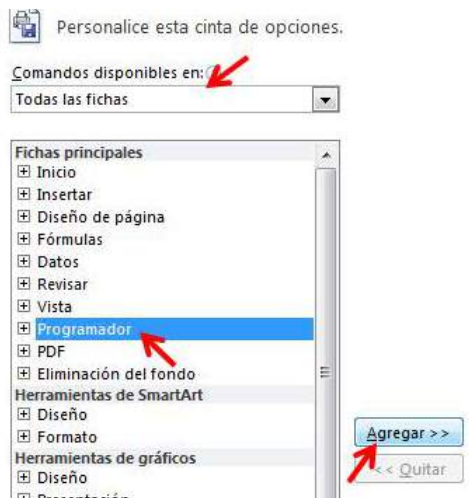 Personalice esta cinta de opciones.
Comandos disponibles en:
Todas las fichas
Fichas principales
Inicio
Insertar
Diseño de página
Fórmulas
Datos
Revisar
Vista
Programador
PDF
Eliminación del fondo
Herramientas de SmartArt
Diseño
Formato
Herramientas de gráficos
Diseño
Presentación
Agregar >>
<< Quitar